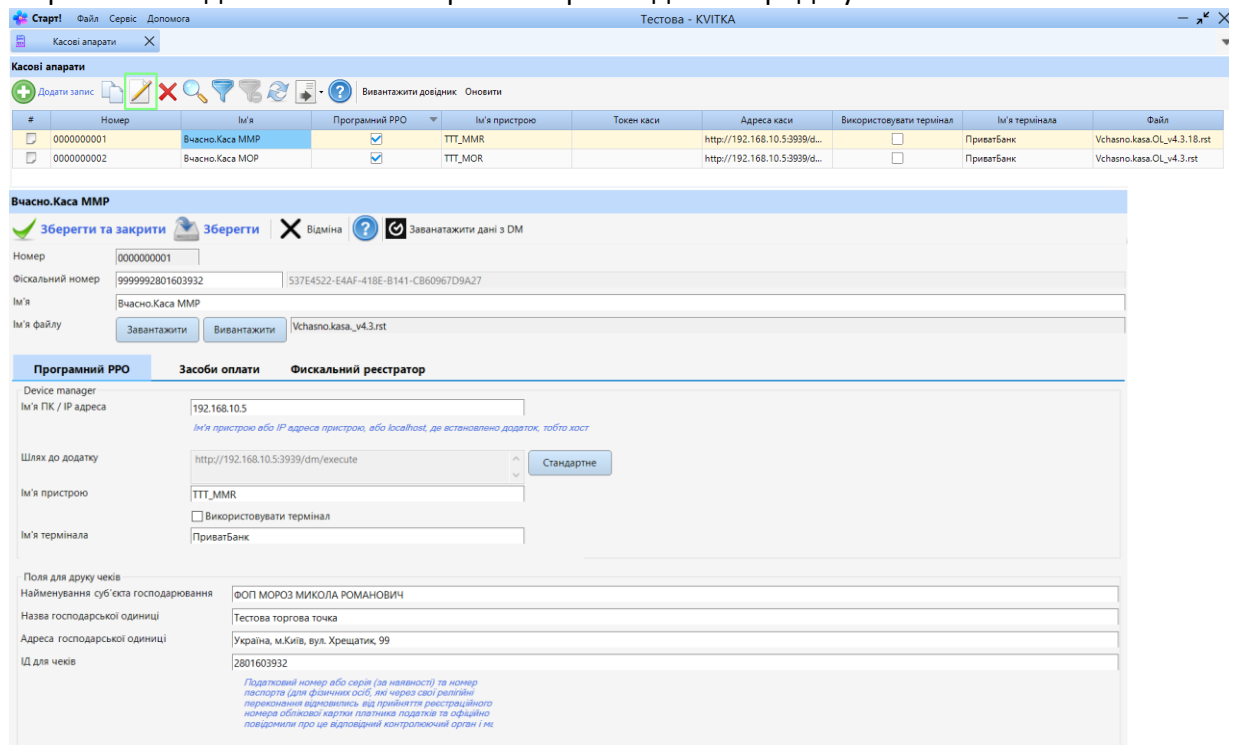 Старт! Файл Сервіс Допомога Тестова - KVITKA
Касові апарати
Касові апарати
Додати запис Вивантажити довідник Оновити
# Номер Ім'я Програмний РРО Ім'я пристрою Токен каси Адреса каси Використовувати термінал Ім'я термінала Файл
0000000001 Вчасно.Каса ММР TTT_MMR http://192.168.10.5:3939/d... ПриватБанк Vchasno.kasa.OL_v4.3.18.rst
0000000002 Вчасно.Каса МОР TTT_MOR http://192.168.10.5:3939/d... ПриватБанк Vchasno.kasa.OL_v4.3.rst
Вчасно.Каса ММР
Зберегти та закрити Зберегти Відміна Заванатажити дані з DM
Номер 0000000001
Фіскальний номер 9999992801603932 537E4522-E4AF-418E-B141-CB60967D9A27
Ім'я Вчасно.Каса ММР
Ім'я файлу Завантажити Вивантажити Vchasno.kasa._v4.3.rst
Програмний РРО Засоби оплати Фискальний реєстратор
Device manager
Ім'я ПК / IP адреса 192.168.10.5
Ім'я пристрою або IP адреса пристрою, або localhost, де встановлено додаток, тобто хост
Шлях до додатку http://192.168.10.5:3939/dm/execute Стандартне
Ім'я пристрою TTT_MMR
Використовувати термінал
Ім'я термінала ПриватБанк
Поля для друку чеків
Найменування суб'єкта господарювання ФОП МОРОЗ МИКОЛА РОМАНОВИЧ
Назва господарської одиниці Тестова торгова точка
Адреса господарської одиниці Україна, м.Київ, вул. Хрещатик, 99
ІД для чеків 2801603932
Податковий номер або серія (за наявності) та номер
паспорта (для фізичних осіб, які через свої релігійні
переконання відмовились від прийняття реєстраційного
номера облікової картки платника податків та офіційно
повідомили про це відповідний контролюючий орган і мі